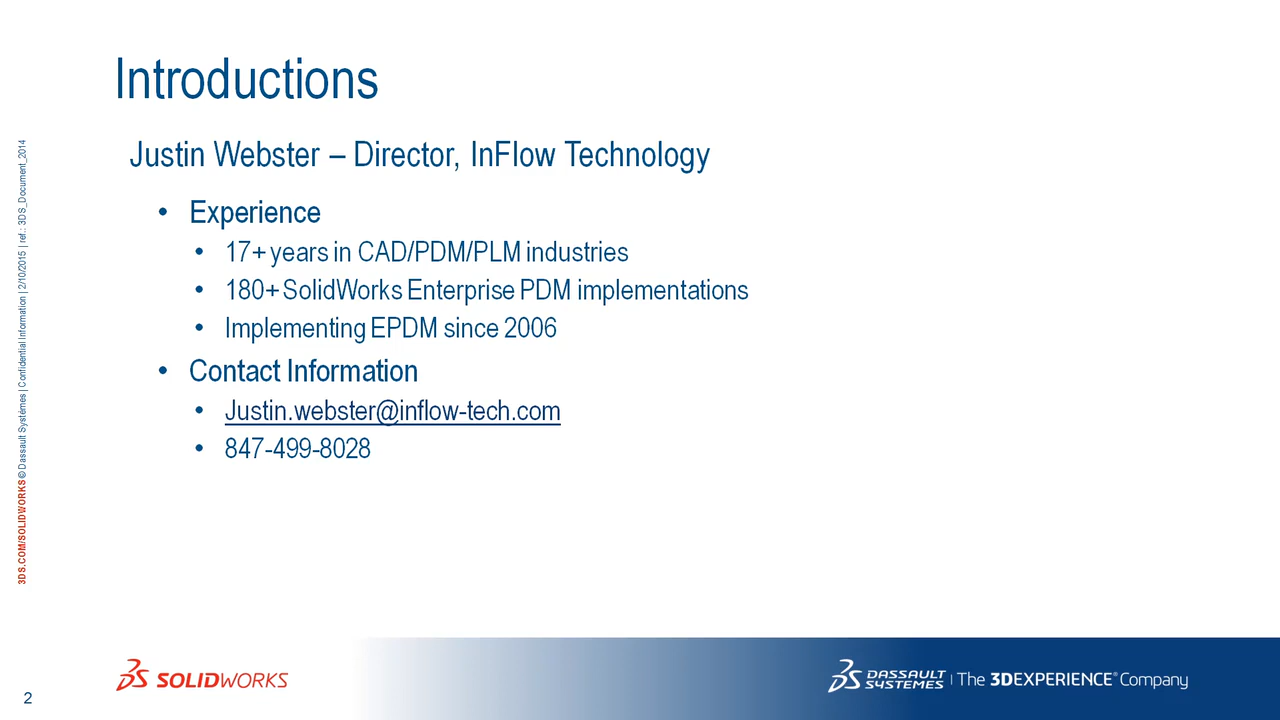 Introductions
Justin Webster – Director, InFlow Technology
• Experience
• 17+ years in CAD/PDM/PLM industries
• 180+ SolidWorks Enterprise PDM implementations
• Implementing EPDM since 2006
• Contact Information
• Justin.webster@inflow-tech.com
• 847-499-8028
3DS.COM/SOLIDWORKS © Dassault Systèmes | Confidential Information | 2/10/2015 | ref.: 3DS_Document_2014
2
SOLIDWORKS
DASSAULT SYSTEMES | The 3DEXPERIENCE® Company